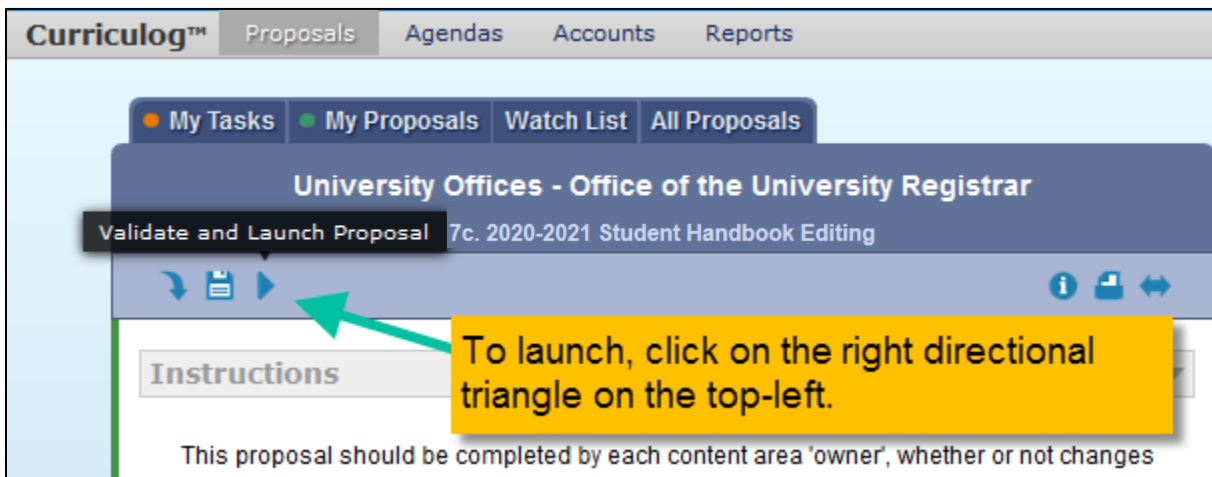 Curriculog™ Proposals Agendas Accounts Reports
My Tasks My Proposals Watch List All Proposals
University Offices - Office of the University Registrar
Validate and Launch Proposal 7c. 2020-2021 Student Handbook Editing
To launch, click on the right directional
triangle on the top-left.
Instructions
This proposal should be completed by each content area 'owner', whether or not changes